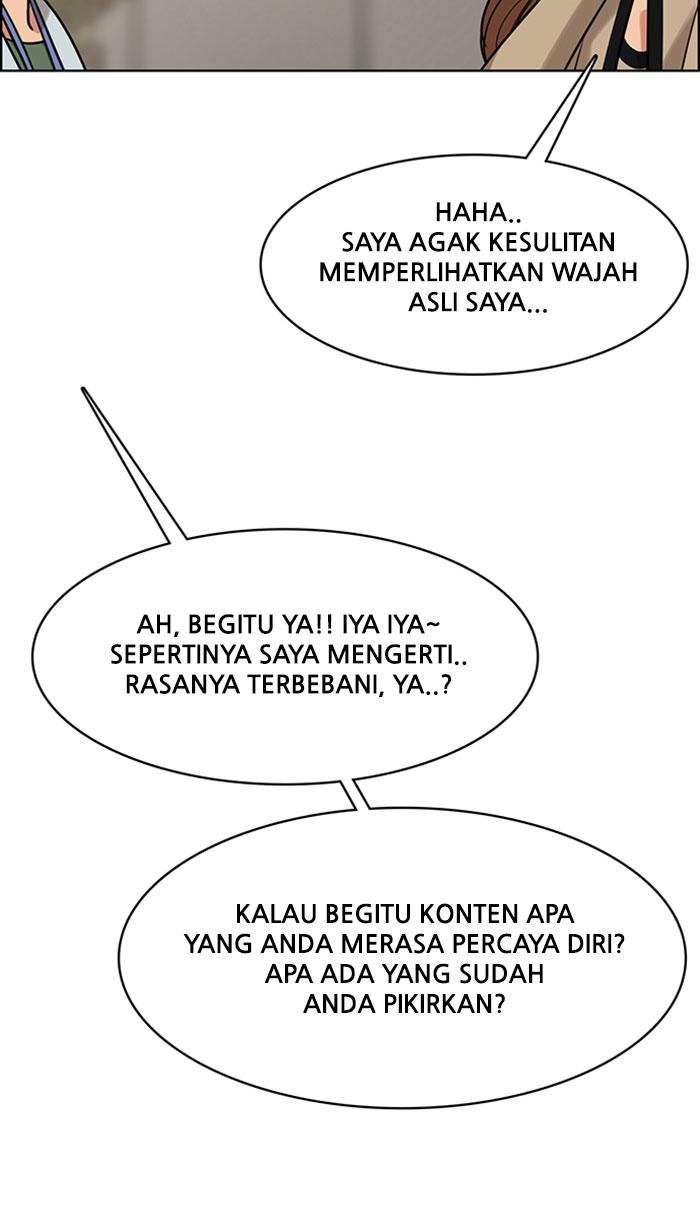 HAHA..
SAYA AGAK KESULITAN
MEMPERLIHATKAN WAJAH
ASLI SAYA...
AH, BEGITU YA!! IYA IYA~
SEPERTINYA SAYA MENGERTI..
RASANYA TERBEBANI, YA..?
KALAU BEGITU KONTEN APA
YANG ANDA MERASA PERCAYA DIRI?
APA ADA YANG SUDAH
ANDA PIKIRKAN?